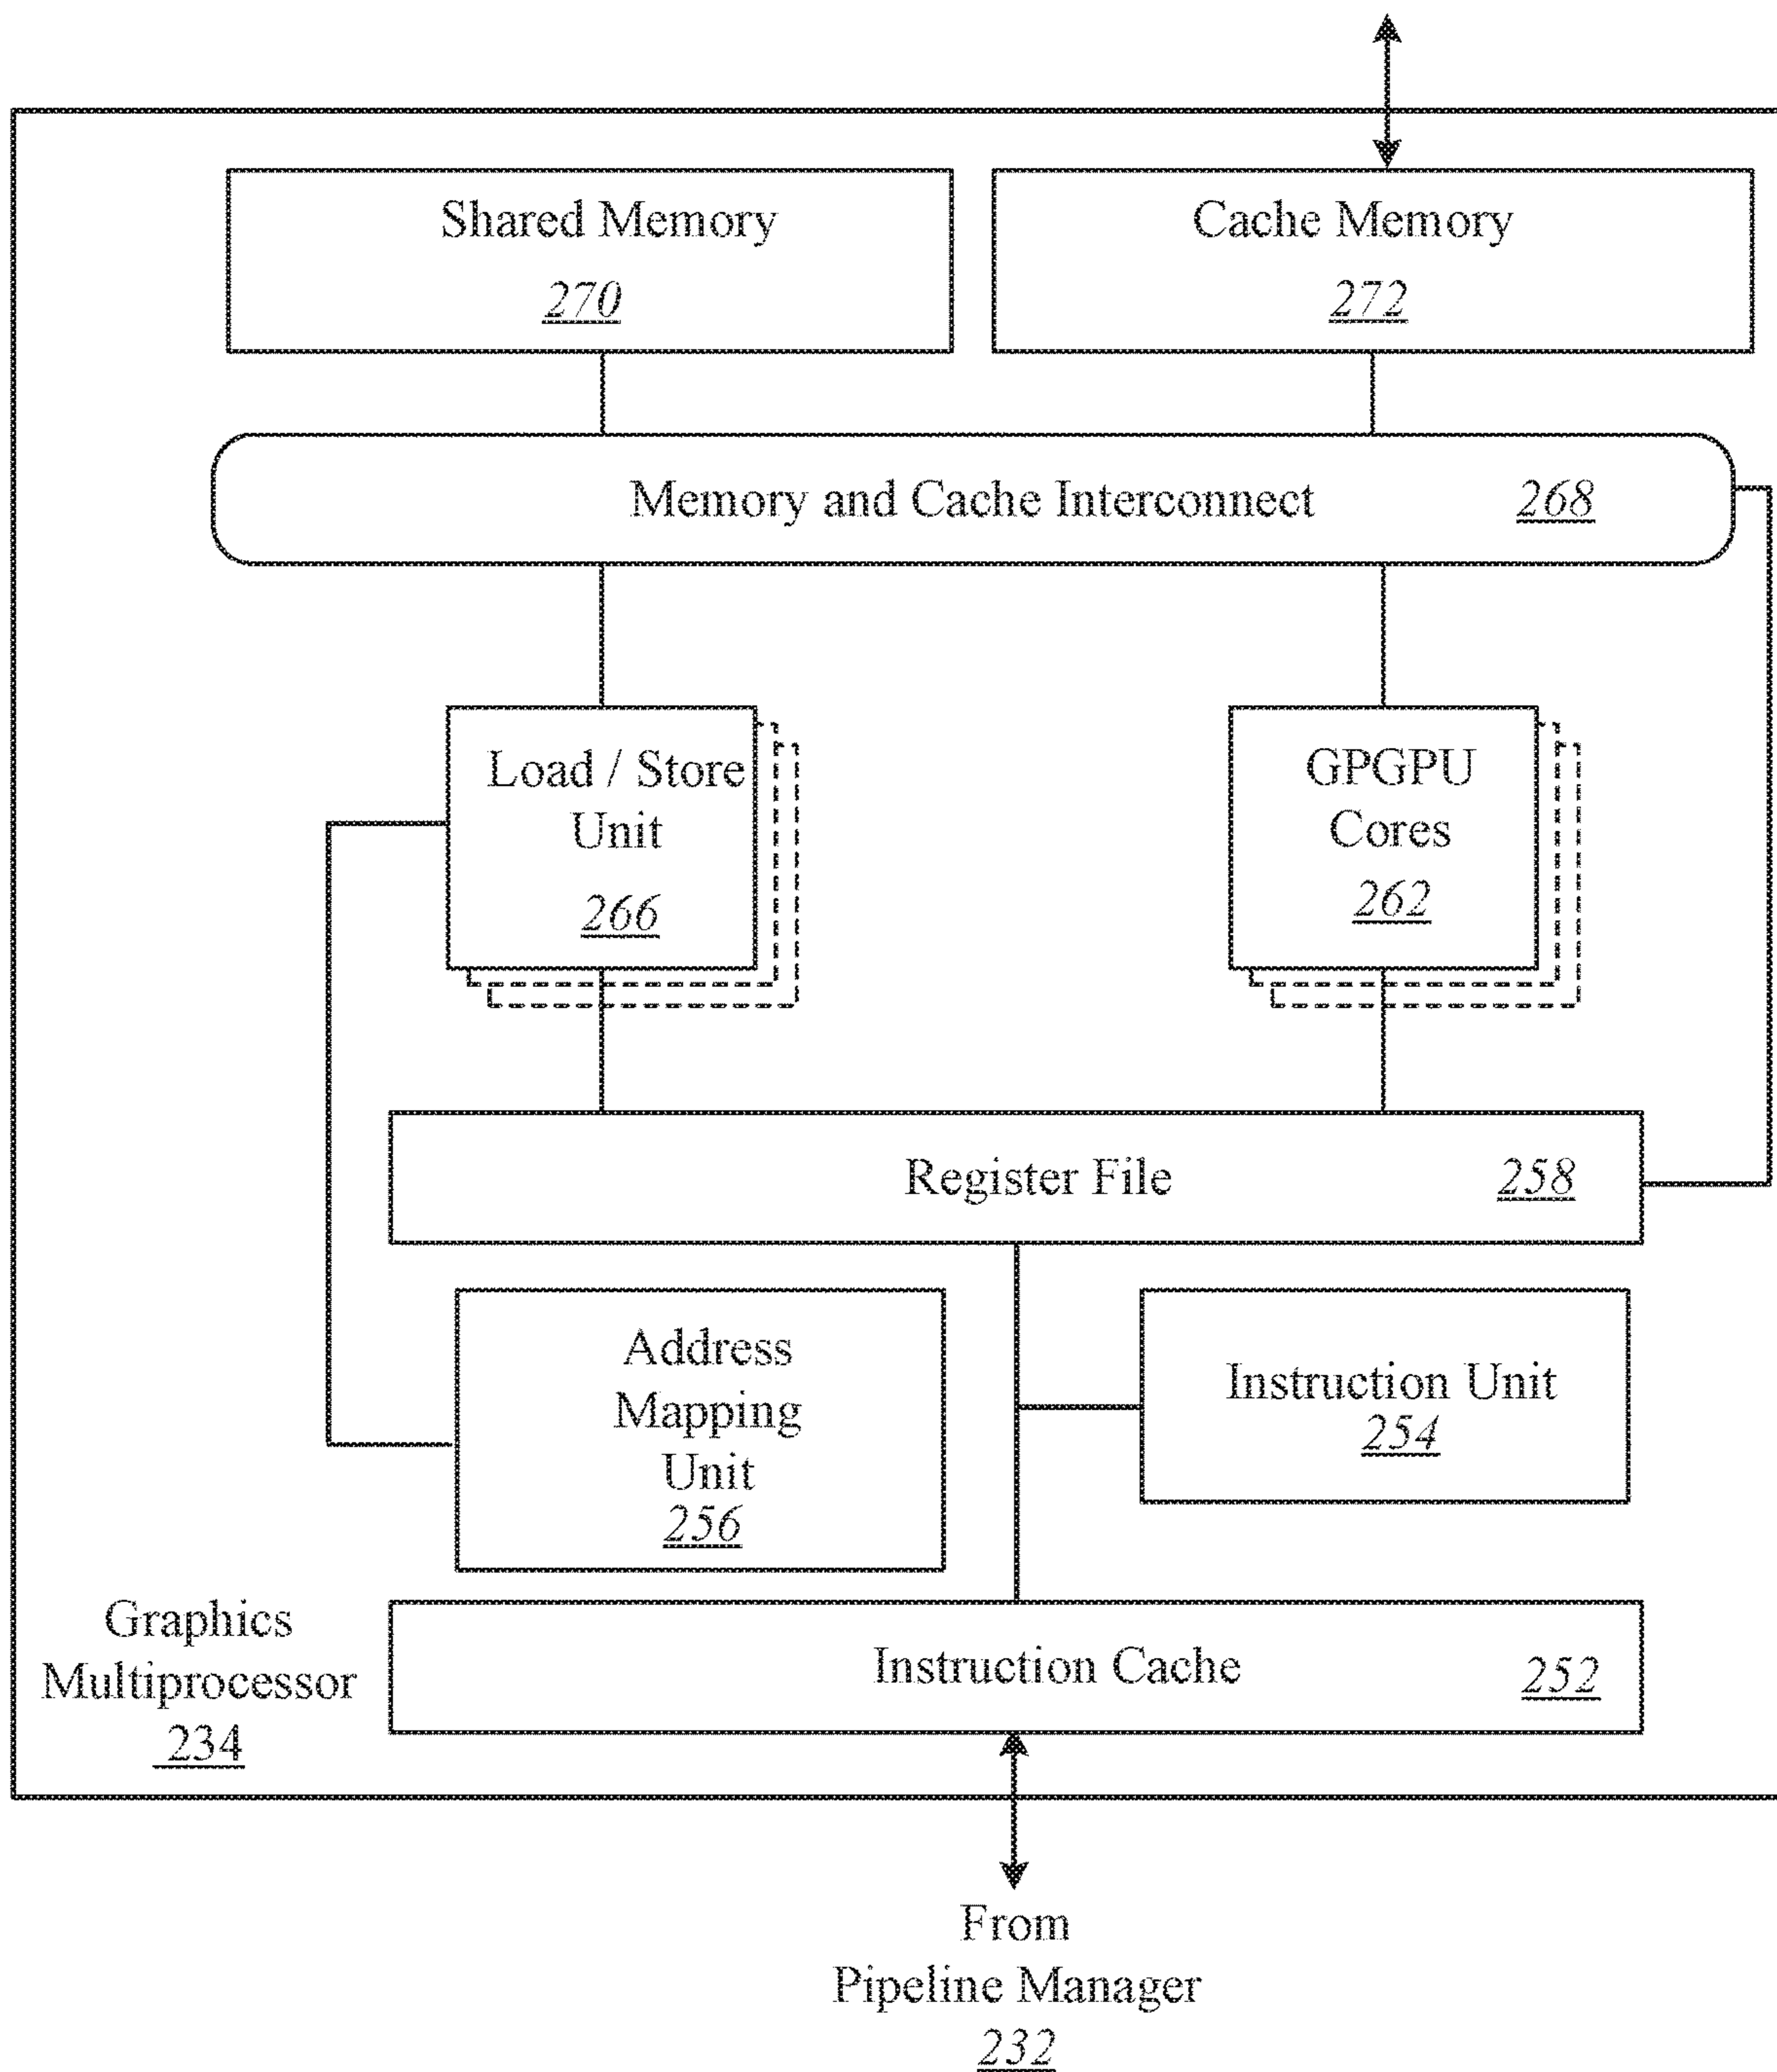 Shared Memory
270
Cache Memory
272
Memory and Cache Interconnect 268
Load / Store
Unit
266
GPGPU
Cores
262
Register File 258
Address
Mapping
Unit
256
Instruction Unit
254
Graphics
Multiprocessor
234
Instruction Cache 252
From
Pipeline Manager
232